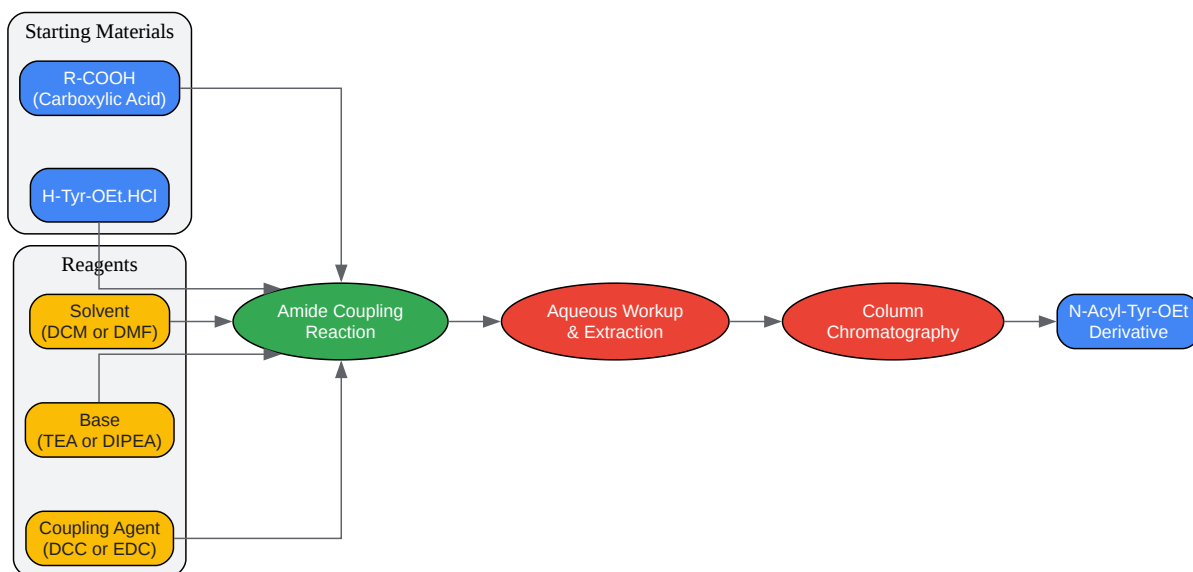 Starting Materials
R-COOH
(Carboxylic Acid)
H-Tyr-OEt.HCl
Reagents
Solvent
(DCM or DMF)
Base
(TEA or DIPEA)
Coupling Agent
(DCC or EDC)
Amide Coupling
Reaction
Aqueous Workup
& Extraction
Column
Chromatography
N-Acyl-Tyr-OEt
Derivative